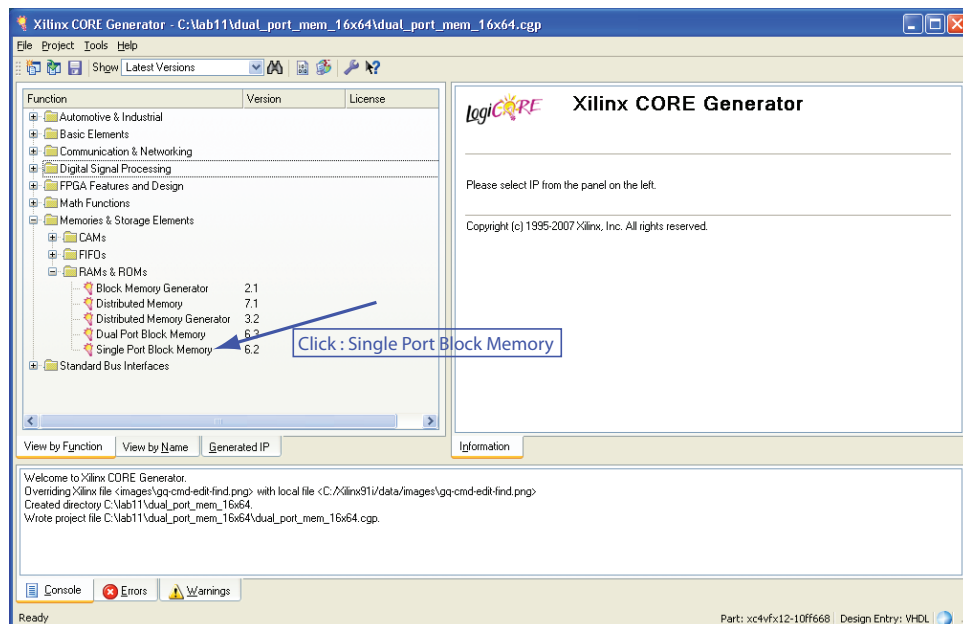 Xilinx CORE Generator - C:\lab11\dual_port_mem_16x64\dual_port_mem_16x64.cgp
File Project Tools Help
Show Latest Versions
Function Version License
Automotive & Industrial
Basic Elements
Communication & Networking
Digital Signal Processing
FPGA Features and Design
Math Functions
Memories & Storage Elements
CAMs
FIFOs
RAMs & ROMs
Block Memory Generator 2.1
Distributed Memory 7.1
Distributed Memory Generator 3.2
Dual Port Block Memory 6.3
Single Port Block Memory 6.2
Standard Bus Interfaces
Click : Single Port Block Memory
View by Function View by Name Generated IP
LogiCORE Xilinx CORE Generator
Please select IP from the panel on the left.
Copyright (c) 1995-2007 Xilinx, Inc. All rights reserved.
Information
Welcome to Xilinx CORE Generator.
Overriding Xilinx file <images\gq-cmd-edit-find.png> with local file <C:/Xilinx91i/data/images\gq-cmd-edit-find.png>
Created directory C:\lab11\dual_port_mem_16x64.
Wrote project file C:\lab11\dual_port_mem_16x64\dual_port_mem_16x64.cgp.
Console Errors Warnings
Ready Part: xc4vfx12-10ff668 Design Entry: VHDL